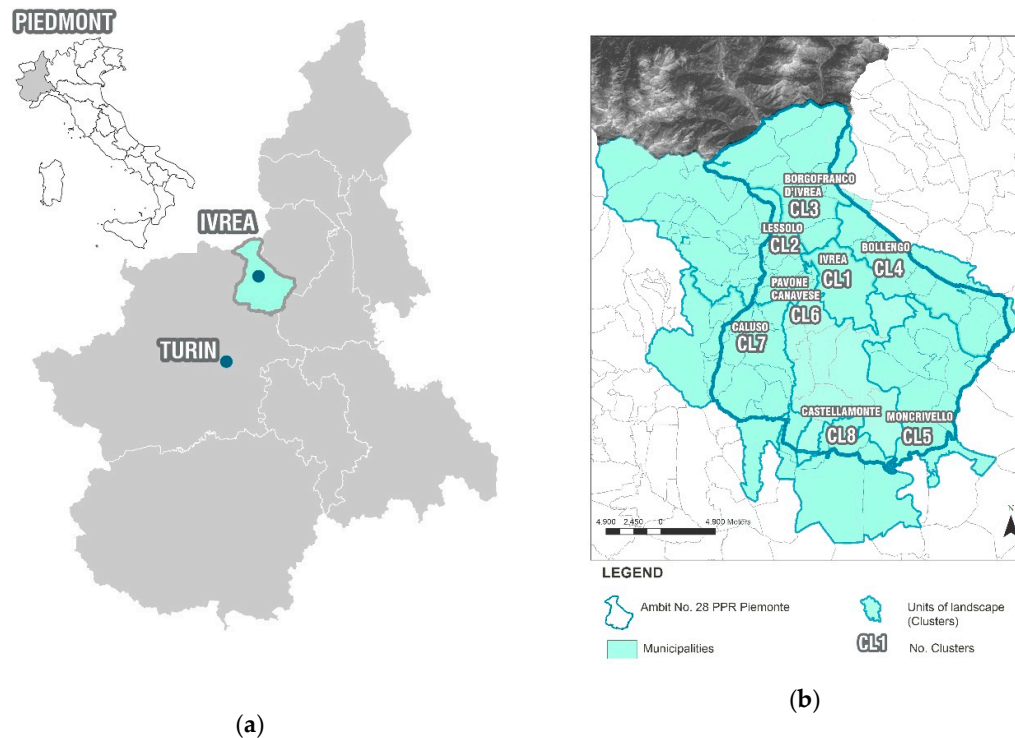 PIEDMONT
IVREA
TURIN
(a)
BORGOFRANCO
D'IVREA
CL3
LESSOLO
CL2
IVREA
CL1
BOLLENGO
CL4
PAVONE
CANAVESE
CL6
CALUSO
CL7
CASTELLAMONTE
CL8
MONCRIVELLO
CL5
4.900 2.450 0 4.900 Meters
N
LEGEND
Ambit No. 28 PPR Piemonte
Units of landscape
(Clusters)
Municipalities
CL1
No. Clusters
(b)